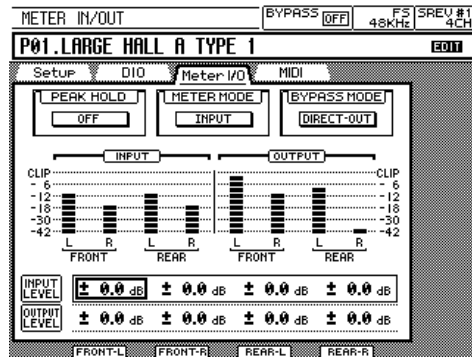 METER IN/OUT BYPASS OFF FS 48KHz SREV #1 4CH
P01.LARGE HALL A TYPE 1 EDIT
Setup DIO Meter I/O MIDI
PEAK HOLD METER MODE BYPASS MODE
OFF INPUT DIRECT-OUT
INPUT OUTPUT
CLIP CLIP
- 6 - 6
-12 -12
-18 -18
-30 -30
-42 -42
L R L R L R L R
FRONT REAR FRONT REAR
INPUT LEVEL ± 0.0 dB ± 0.0 dB ± 0.0 dB ± 0.0 dB
OUTPUT LEVEL ± 0.0 dB ± 0.0 dB ± 0.0 dB ± 0.0 dB
FRONT-L FRONT-R REAR-L REAR-R